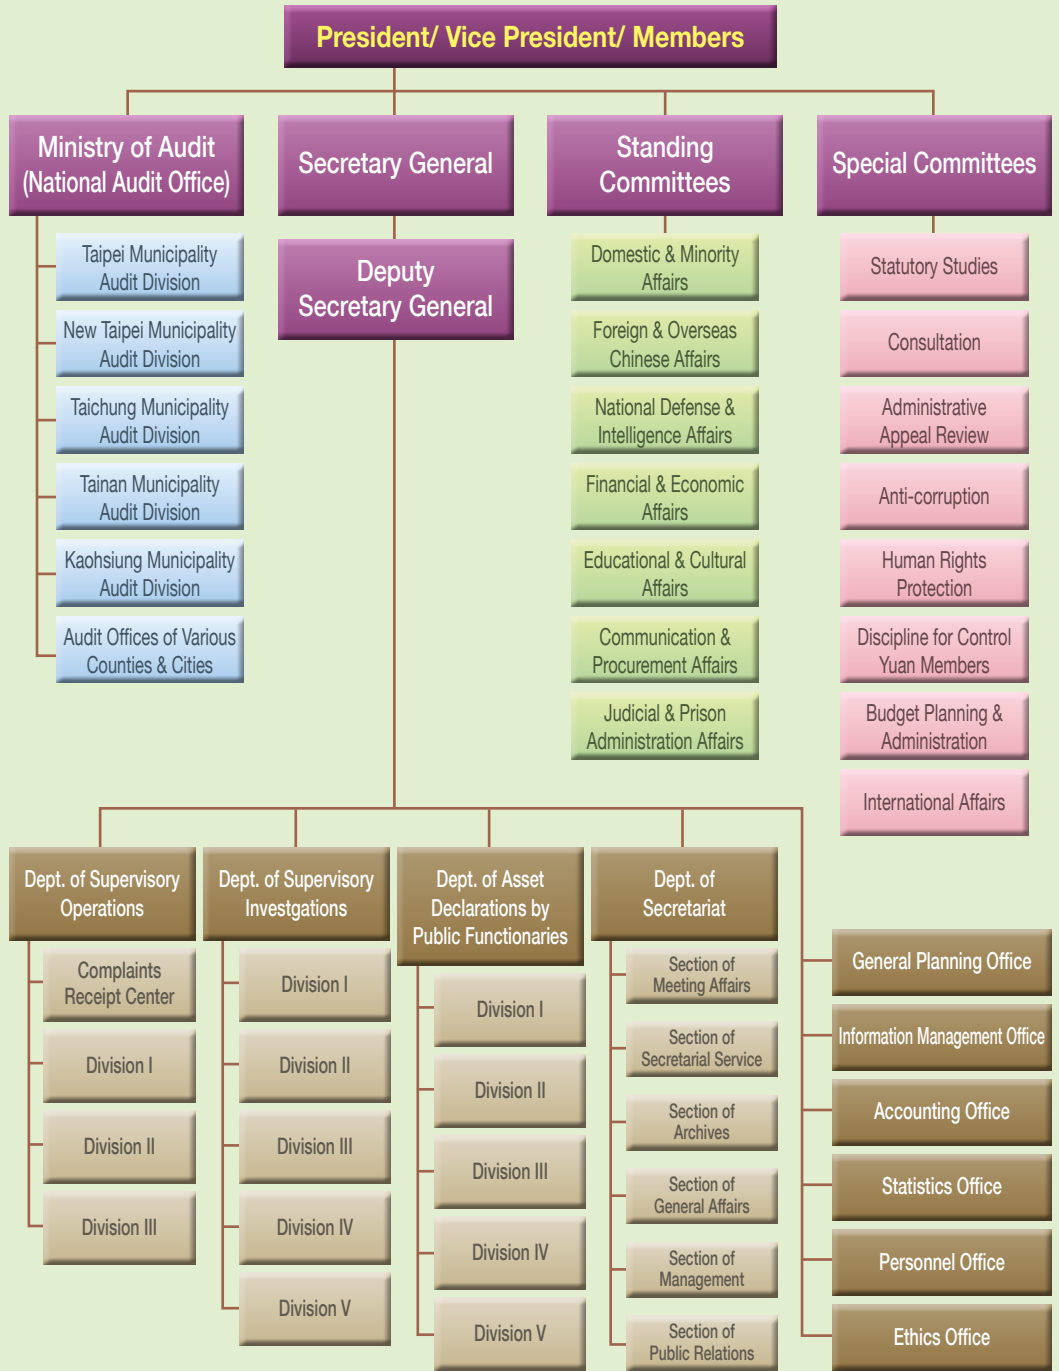 President/ Vice President/ Members
Ministry of Audit
(National Audit Office)
Secretary General
Standing
Committees
Special Committees
Taipei Municipality
Audit Division
New Taipei Municipality
Audit Division
Taichung Municipality
Audit Division
Tainan Municipality
Audit Division
Kaohsiung Municipality
Audit Division
Audit Offices of Various
Counties & Cities
Deputy
Secretary General
Domestic & Minority
Affairs
Foreign & Overseas
Chinese Affairs
National Defense &
Intelligence Affairs
Financial & Economic
Affairs
Educational & Cultural
Affairs
Communication &
Procurement Affairs
Judicial & Prison
Administration Affairs
Statutory Studies
Consultation
Administrative
Appeal Review
Anti-corruption
Human Rights
Protection
Discipline for Control
Yuan Members
Budget Planning &
Administration
International Affairs
Dept. of Supervisory
Operations
Complaints
Receipt Center
Division I
Division II
Division III
Dept. of Supervisory
Investgations
Division I
Division II
Division III
Division IV
Division V
Dept. of Asset
Declarations by
Public Functionaries
Division I
Division II
Division III
Division IV
Division V
Dept. of
Secretariat
Section of
Meeting Affairs
Section of
Secretarial Service
Section of
Archives
Section of
General Affairs
Section of
Management
Section of
Public Relations
General Planning Office
Information Management Office
Accounting Office
Statistics Office
Personnel Office
Ethics Office